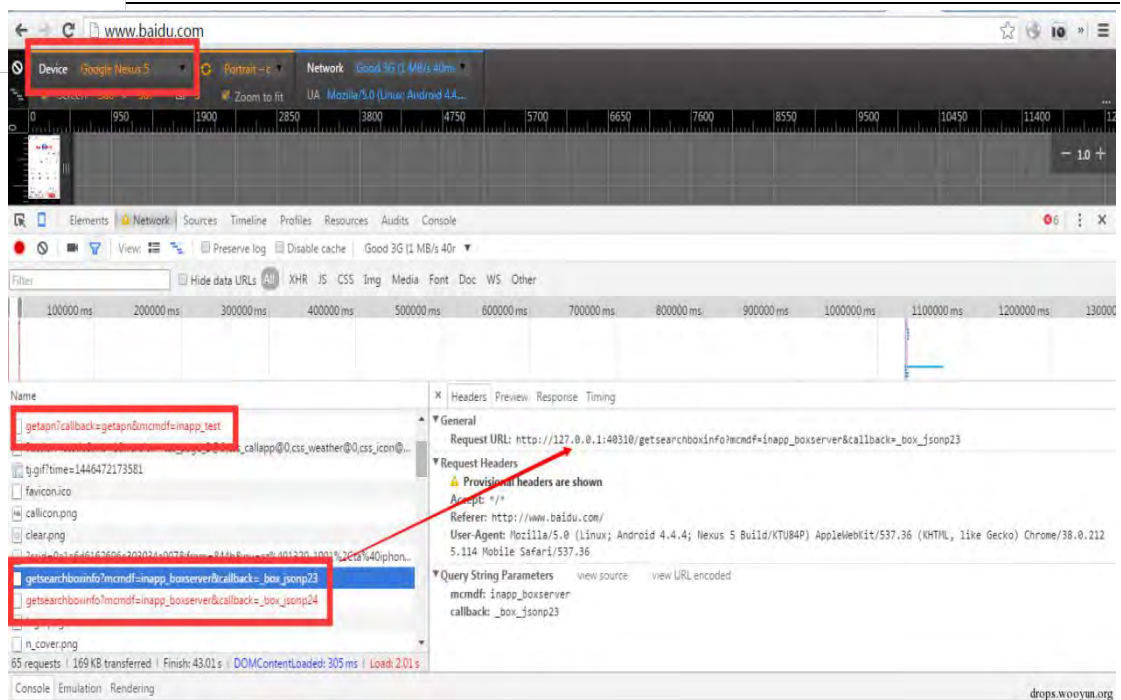 www.baidu.com
Device Google Nexus 5 Portrait – c Network Good 3G (1 MB/s 40m
Zoom to fit UA Mozilla/5.0 (Linux; Android 4.4...
0 950 1900 2850 3800 4750 5700 6650 7600 8550 9500 10450 11400 12
− 1.0 +
Elements Network Sources Timeline Profiles Resources Audits Console 6
View: Preserve log Disable cache Good 3G (1 MB/s 40r
Filter Hide data URLs All XHR JS CSS Img Media Font Doc WS Other
100000 ms 200000 ms 300000 ms 400000 ms 500000 ms 600000 ms 700000 ms 800000 ms 900000 ms 1000000 ms 1100000 ms 1200000 ms 130000
Name
getapn?callback=getapn&mcmdf=inapp_test
@0,css_callapp@0,css_weather@0,css_icon@...
tj.gif?time=1446472173581
favicon.ico
callicon.png
clear.png
getsearchboxinfo?mcmdf=inapp_boxserver&callback=_box_jsonp23
getsearchboxinfo?mcmdf=inapp_boxserver&callback=_box_jsonp24
n_cover.png
65 requests | 169 KB transferred | Finish: 43.01 s | DOMContentLoaded: 305 ms | Load: 2.01 s
× Headers Preview Response Timing
General
Request URL: http://127.0.0.1:40310/getsearchboxinfo?mcmdf=inapp_boxserver&callback=_box_jsonp23
Request Headers
Provisional headers are shown
Accept: */*
Referer: http://www.baidu.com/
User-Agent: Mozilla/5.0 (Linux; Android 4.4.4; Nexus 5 Build/KTU84P) AppleWebKit/537.36 (KHTML, like Gecko) Chrome/38.0.212
5.114 Mobile Safari/537.36
Query String Parameters view source view URL encoded
mcmdf: inapp_boxserver
callback: _box_jsonp23
Console Emulation Rendering
drops.wooyun.org